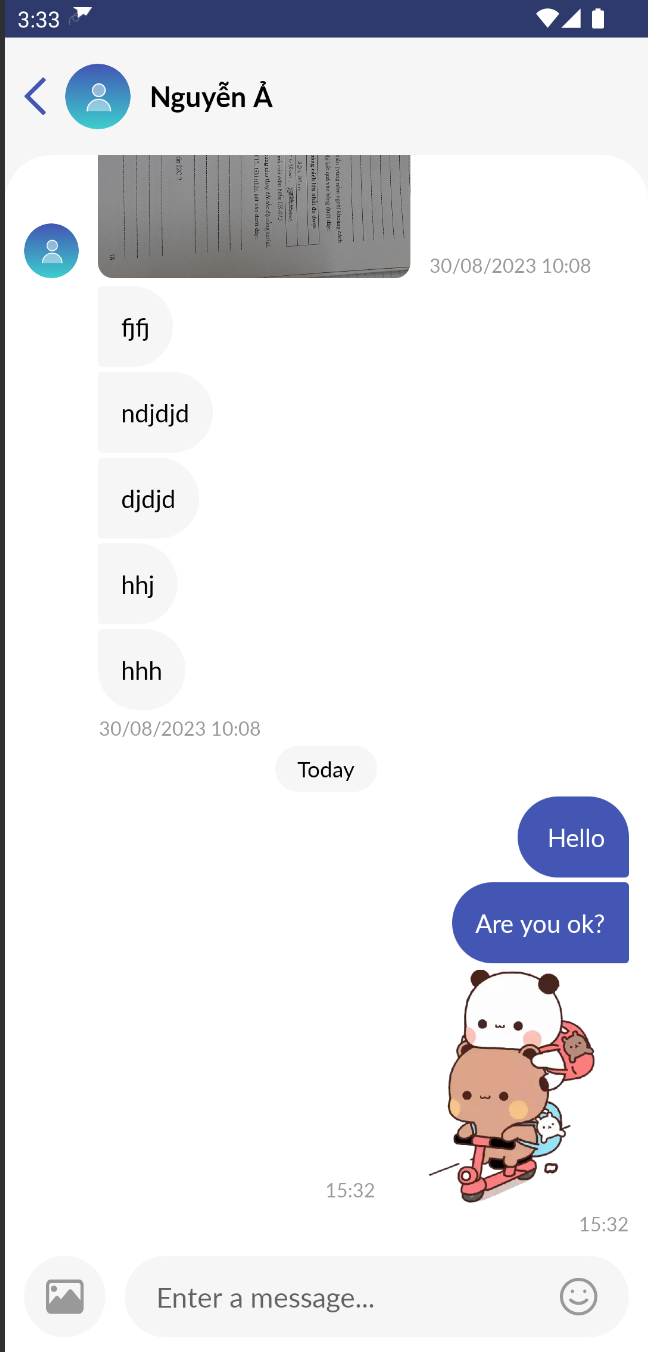 3:33
Nguyễn Ả
30/08/2023 10:08
fjfj
ndjdjd
djdjd
hhj
hhh
30/08/2023 10:08
Today
Hello
Are you ok?
15:32
15:32
Enter a message...